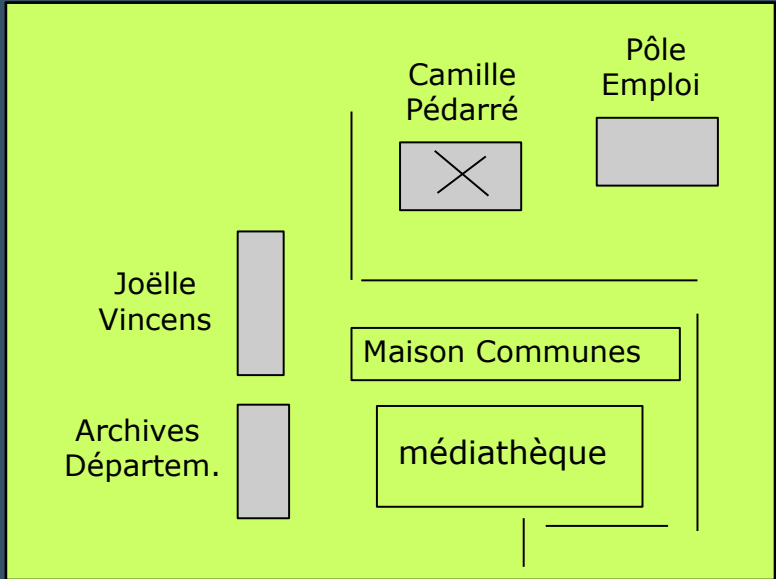 Pôle
Emploi
Camille
Pédarré
Joëlle
Vincens
Maison Communes
Archives
Départem.
médiathèque